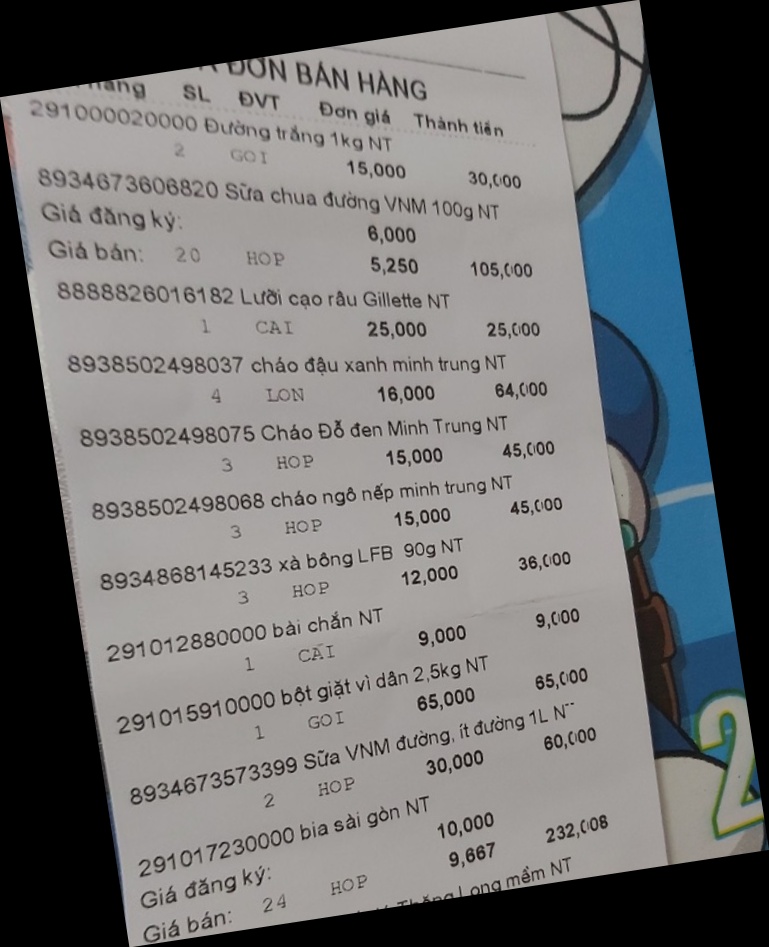 ĐƠN BÁN HÀNG
SL ĐVT Đơn giá Thành tiền
291000020000 Đường trắng 1kg NT
2 GOI 15,000 30,000
8934673606820 Sữa chua đường VNM 100g NT
Giá đăng ký: 6,000
Giá bán: 20 HOP 5,250 105,000
8888826016182 Lưỡi cạo râu Gillette NT
1 CAI 25,000 25,000
8938502498037 cháo đậu xanh minh trung NT
4 LON 16,000 64,000
8938502498075 Cháo Đỗ đen Minh Trung NT
3 HOP 15,000 45,000
8938502498068 cháo ngô nếp minh trung NT
3 HOP 15,000 45,000
8934868145233 xà bông LFB 90g NT
3 HOP 12,000 36,000
291012880000 bài chắn NT
1 CAI 9,000 9,000
291015910000 bột giặt vì dân 2,5kg NT
1 GOI 65,000 65,000
8934673573399 Sữa VNM đường, ít đường 1L
2 HOP 30,000 60,000
291017230000 bia sài gòn NT
Giá đăng ký: 10,000
Giá bán: 24 HOP 9,667 232,008
Thăng Long mềm NT
2